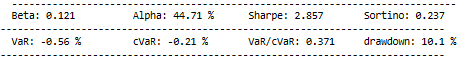 Beta: 0.121 Alpha: 44.71 % Sharpe: 2.857 Sortino: 0.237
VaR: -0.56 % cVaR: -0.21 % VaR/cVaR: 0.371 drawdown: 10.1 %